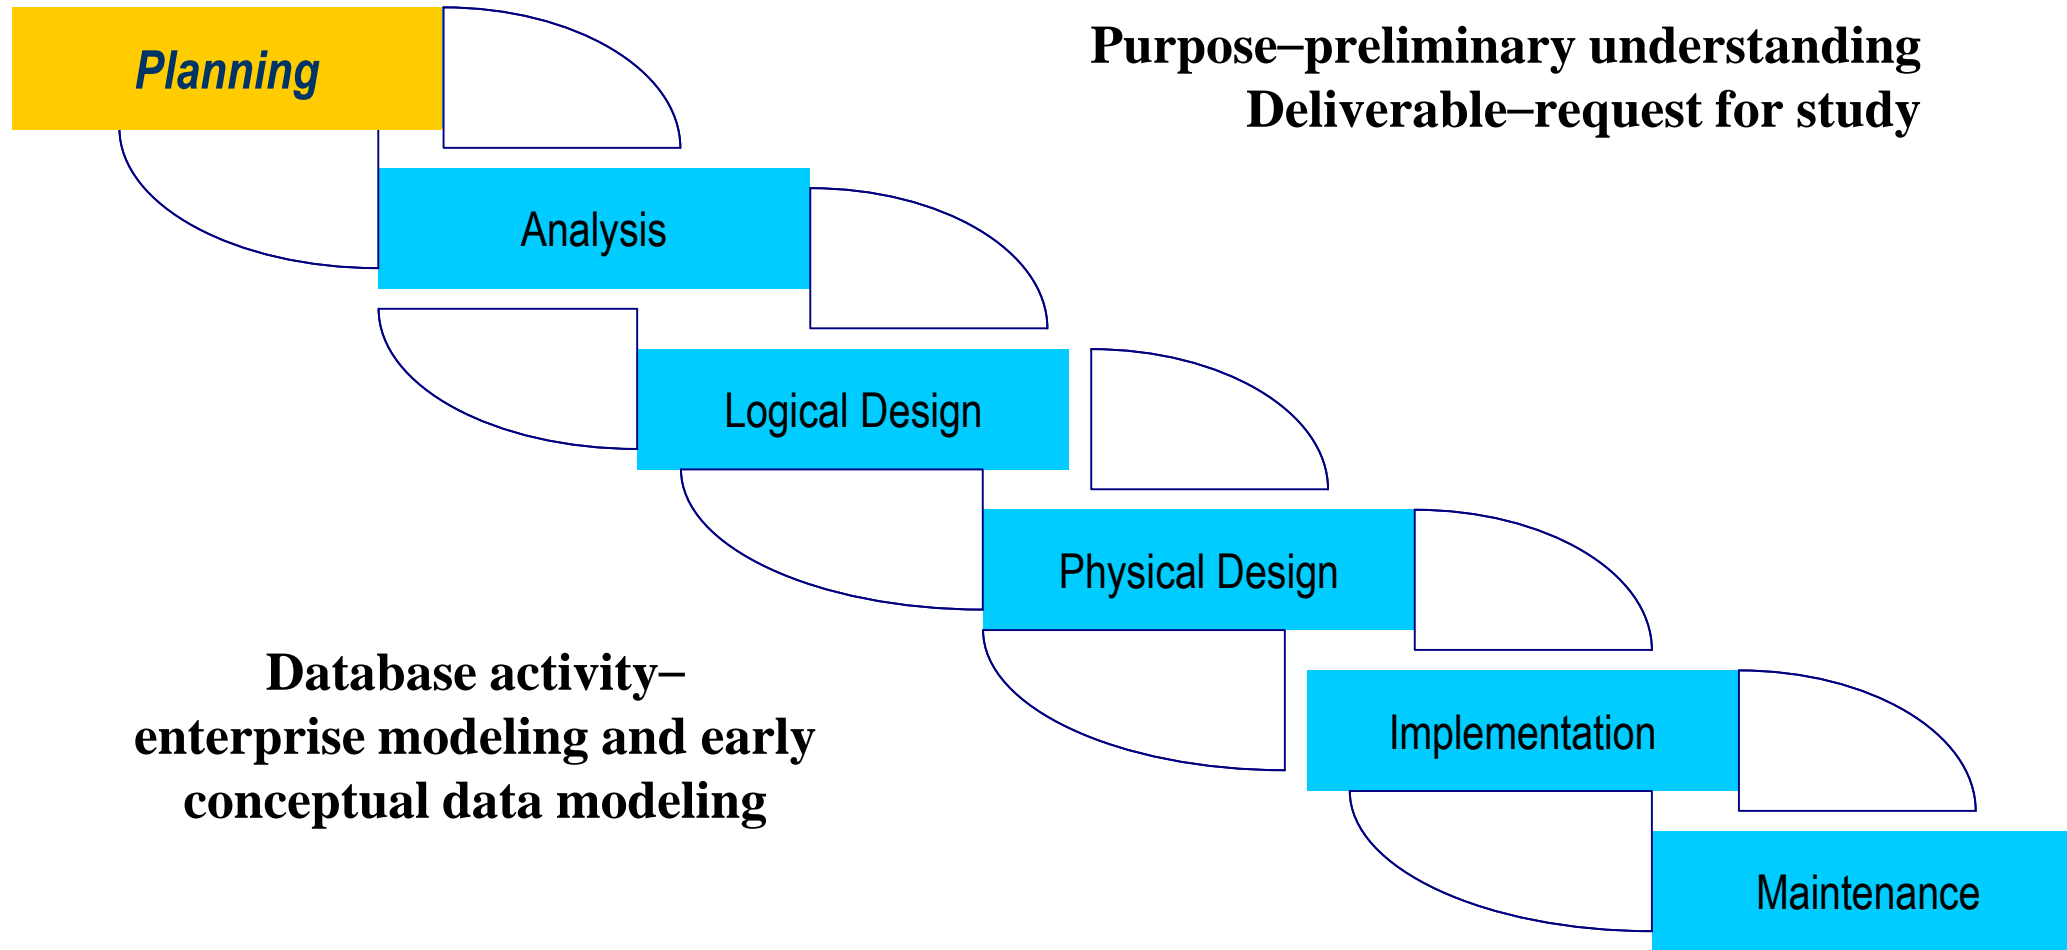 Planning
Purpose–preliminary understanding
Deliverable–request for study
Analysis
Logical Design
Physical Design
Database activity–
enterprise modeling and early
conceptual data modeling
Implementation
Maintenance